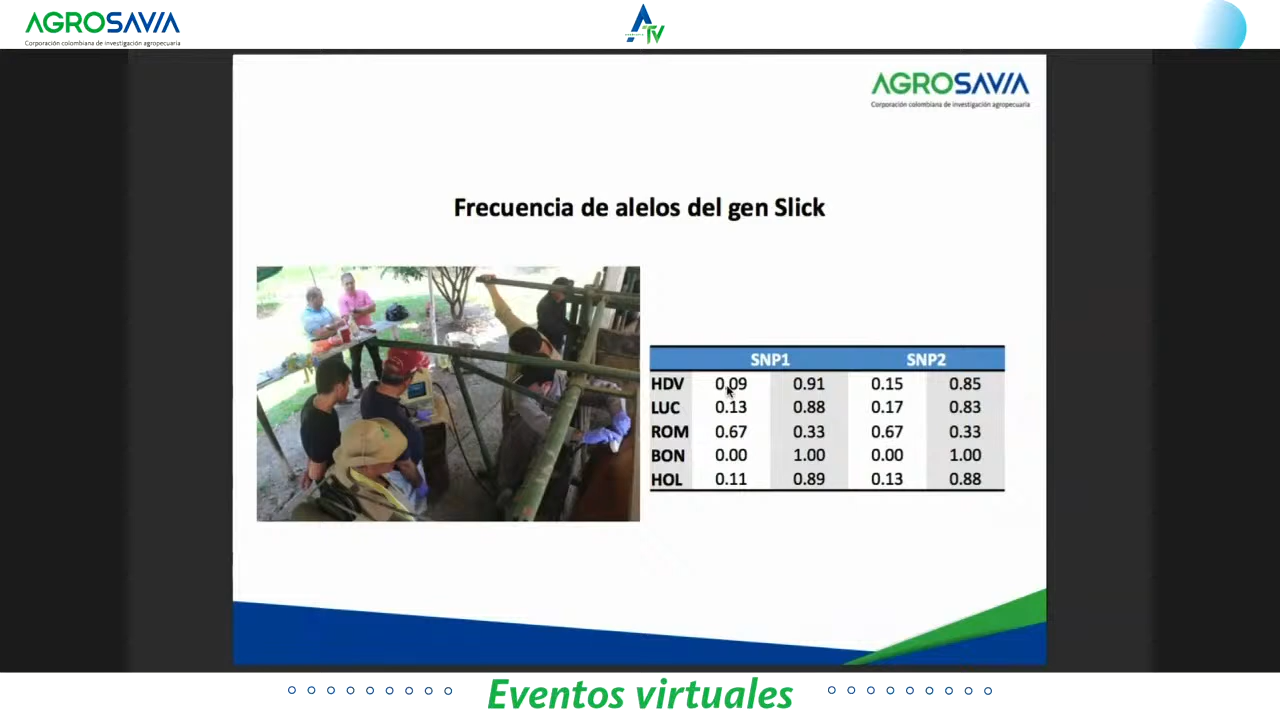 AGROSAVIA
Corporación colombiana de investigación agropecuaria
ATV
AGROSAVIA
Corporación colombiana de investigación agropecuaria
Frecuencia de alelos del gen Slick
SNP1 SNP2
HDV 0.09 0.91 0.15 0.85
LUC 0.13 0.88 0.17 0.83
ROM 0.67 0.33 0.67 0.33
BON 0.00 1.00 0.00 1.00
HOL 0.11 0.89 0.13 0.88
Eventos virtuales